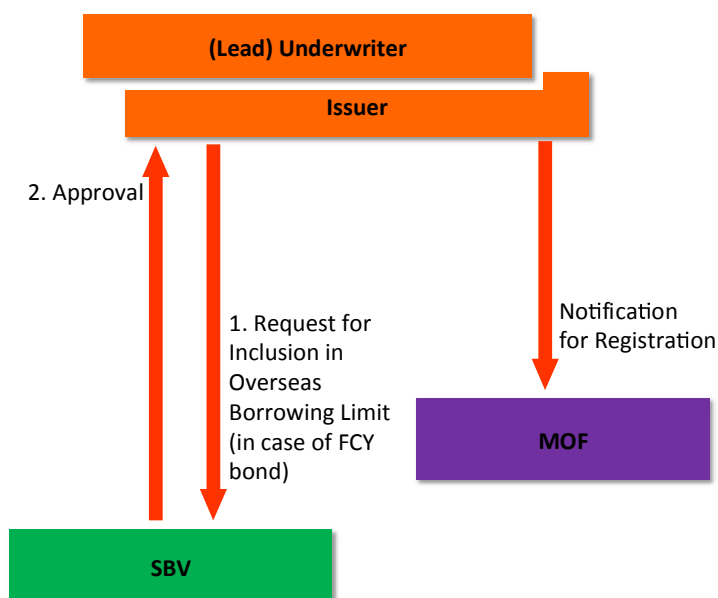 (Lead) Underwriter
Issuer
2. Approval
1. Request for
Inclusion in
Overseas
Borrowing Limit
(in case of FCY
bond)
Notification
for Registration
MOF
SBV